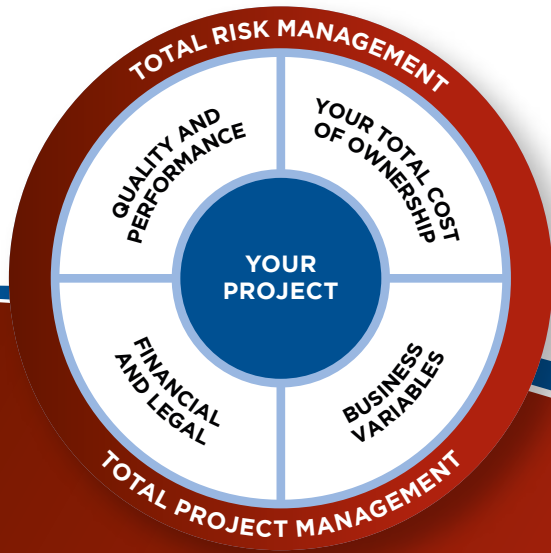 TOTAL RISK MANAGEMENT
QUALITY AND
PERFORMANCE
YOUR TOTAL COST
OF OWNERSHIP
YOUR
PROJECT
FINANCIAL
AND LEGAL
BUSINESS
VARIABLES
TOTAL PROJECT MANAGEMENT